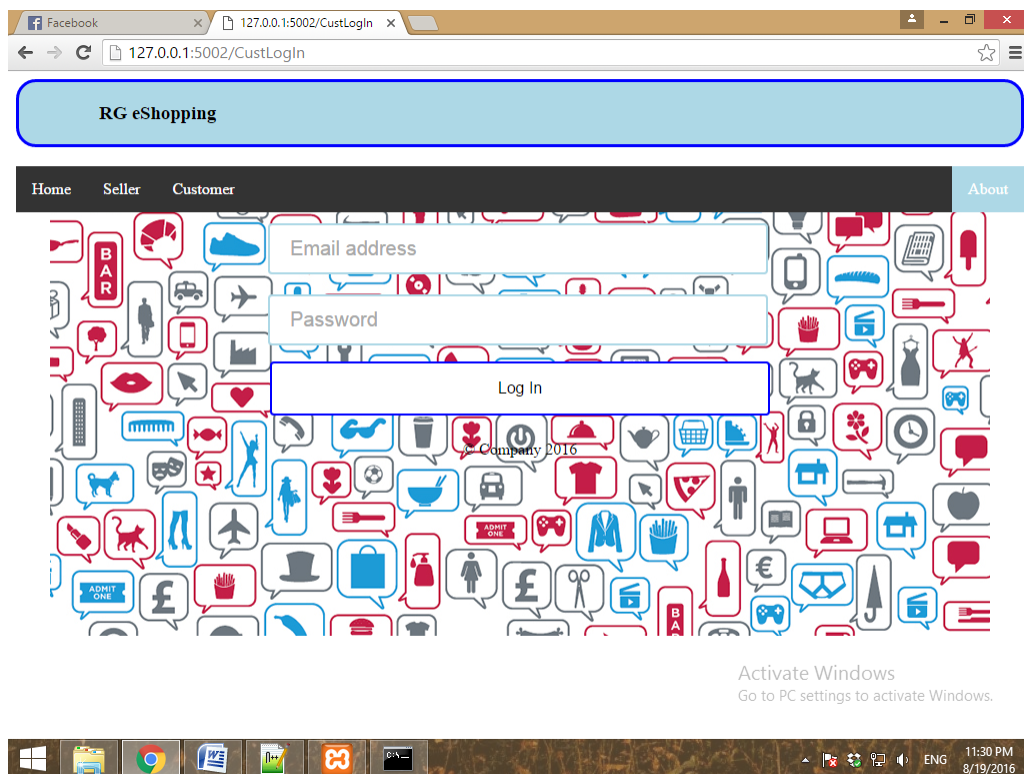 Facebook
127.0.0.1:5002/CustLogIn
127.0.0.1:5002/CustLogIn
RG eShopping
Home Seller Customer About
Email address
Password
Log In
© Company 2016
BAR
ADMIT ONE
ADMIT ONE
BAR
Activate Windows
Go to PC settings to activate Windows.
ENG
11:30 PM
8/19/2016